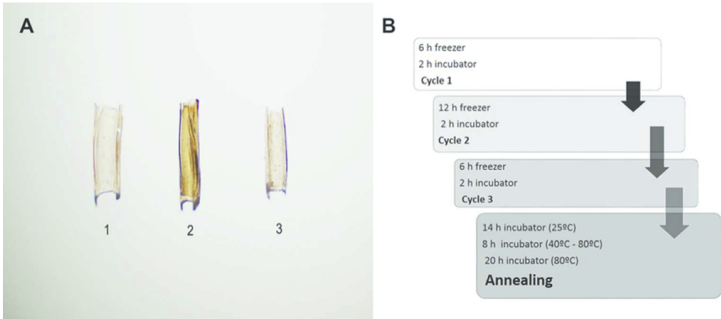 A
1 2 3
B
6 h freezer
2 h incubator
Cycle 1
12 h freezer
2 h incubator
Cycle 2
6 h freezer
2 h incubator
Cycle 3
14 h incubator (25ºC)
8 h incubator (40ºC - 80ºC)
20 h incubator (80ºC)
Annealing